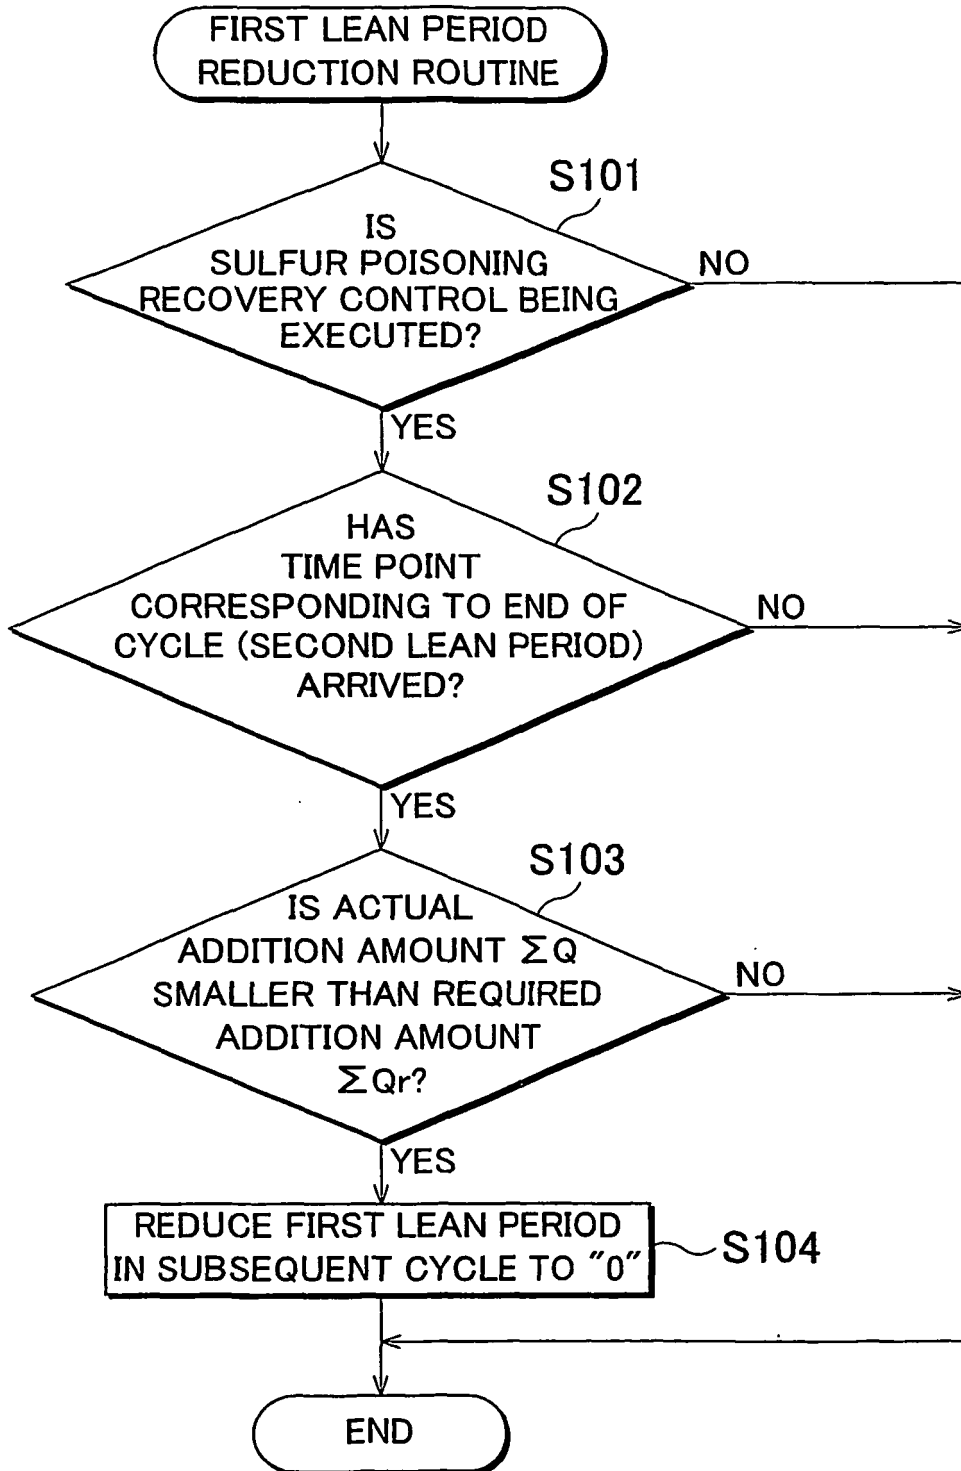 FIRST LEAN PERIOD
REDUCTION ROUTINE
S101
IS
SULFUR POISONING
RECOVERY CONTROL BEING
EXECUTED?
NO
YES
S102
HAS
TIME POINT
CORRESPONDING TO END OF
CYCLE (SECOND LEAN PERIOD)
ARRIVED?
NO
YES
S103
IS ACTUAL
ADDITION AMOUNT ΣQ
SMALLER THAN REQUIRED
ADDITION AMOUNT
ΣQr?
NO
YES
REDUCE FIRST LEAN PERIOD
IN SUBSEQUENT CYCLE TO "0"
S104
END